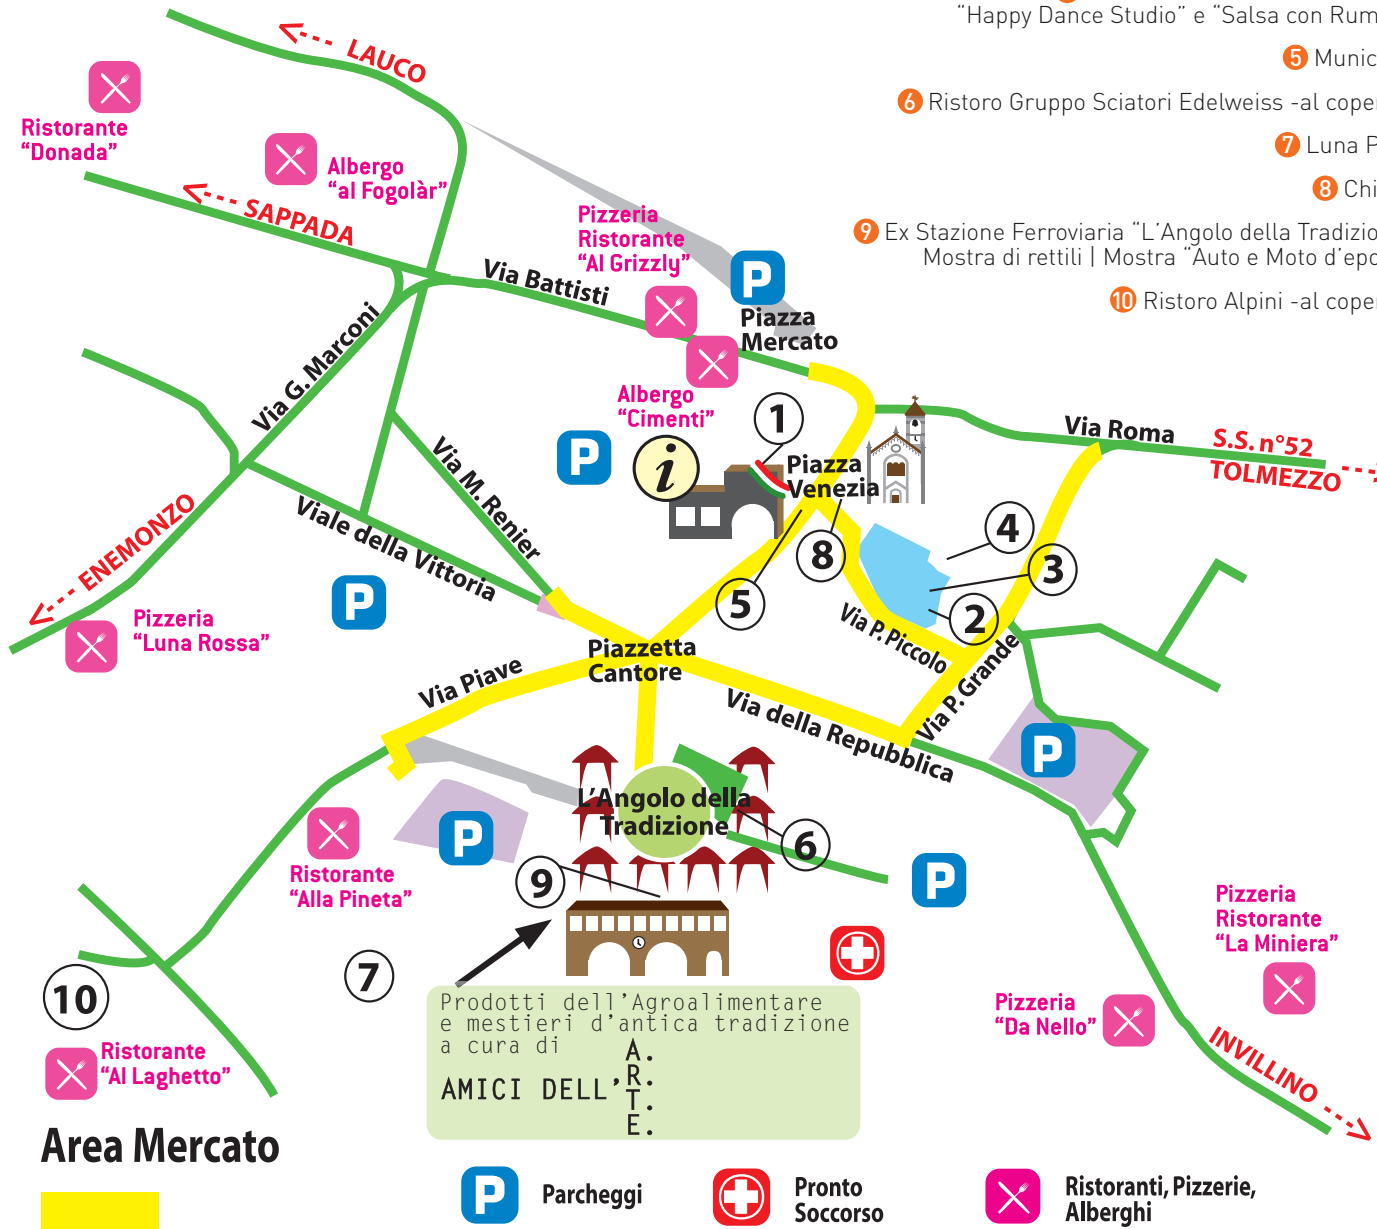 "Happy Dance Studio" e "Salsa con Rum
5 Munic
6 Ristoro Gruppo Sciatori Edelweiss -al coper
7 Luna P
8 Chi
9 Ex Stazione Ferroviaria "L'Angolo della Tradizio
Mostra di rettili | Mostra "Auto e Moto d'epo
10 Ristoro Alpini -al coper
LAUCO
Ristorante
"Donada"
Albergo
"al Fogolàr"
SAPPADA
Pizzeria
Ristorante
"Al Grizzly"
Via Battisti
P
Piazza
Mercato
Via G. Marconi
Albergo
"Cimenti"
1
P
i
Piazza
Venezia
Via Roma
S.S. n°52
TOLMEZZO
Via M. Renier
Viale della Vittoria
ENEMONZO
8
4
3
5
2
P
Pizzeria
"Luna Rossa"
Via P. Piccolo
Piazzetta
Cantore
Via Piave
Via P. Grande
Via della Repubblica
P
L'Angolo della
Tradizione
P
6
Ristorante
"Alla Pineta"
9
P
Pizzeria
Ristorante
"La Miniera"
7
10
Prodotti dell'Agroalimentare
e mestieri d'antica tradizione
a cura di
AMICI DELL'A.R.T.E.
Pizzeria
"Da Nello"
INVILLINO
Ristorante
"Al Laghetto"
Area Mercato
P Parcheggi
Pronto
Soccorso
Ristoranti, Pizzerie,
Alberghi